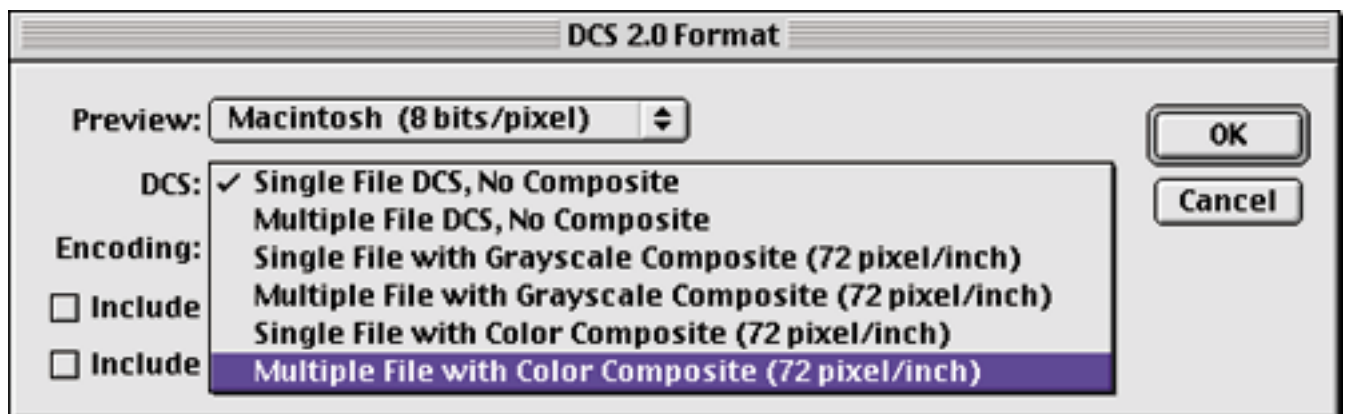 DCS 2.0 Format
Preview: Macintosh (8 bits/pixel)
OK
DCS: ✓ Single File DCS, No Composite
Multiple File DCS, No Composite
Cancel
Encoding:
Single File with Grayscale Composite (72 pixel/inch)
Include
Multiple File with Grayscale Composite (72 pixel/inch)
Single File with Color Composite (72 pixel/inch)
Include
Multiple File with Color Composite (72 pixel/inch)